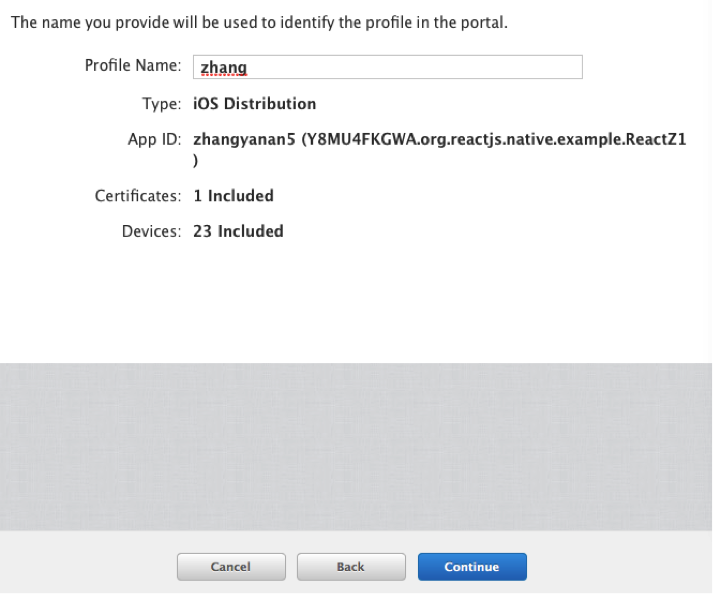 The name you provide will be used to identify the profile in the portal.
Profile Name: zhang
Type: iOS Distribution
App ID: zhangyanan5 (Y8MU4FKGWA.org.reactjs.native.example.ReactZ1
)
Certificates: 1 Included
Devices: 23 Included
Cancel Back Continue